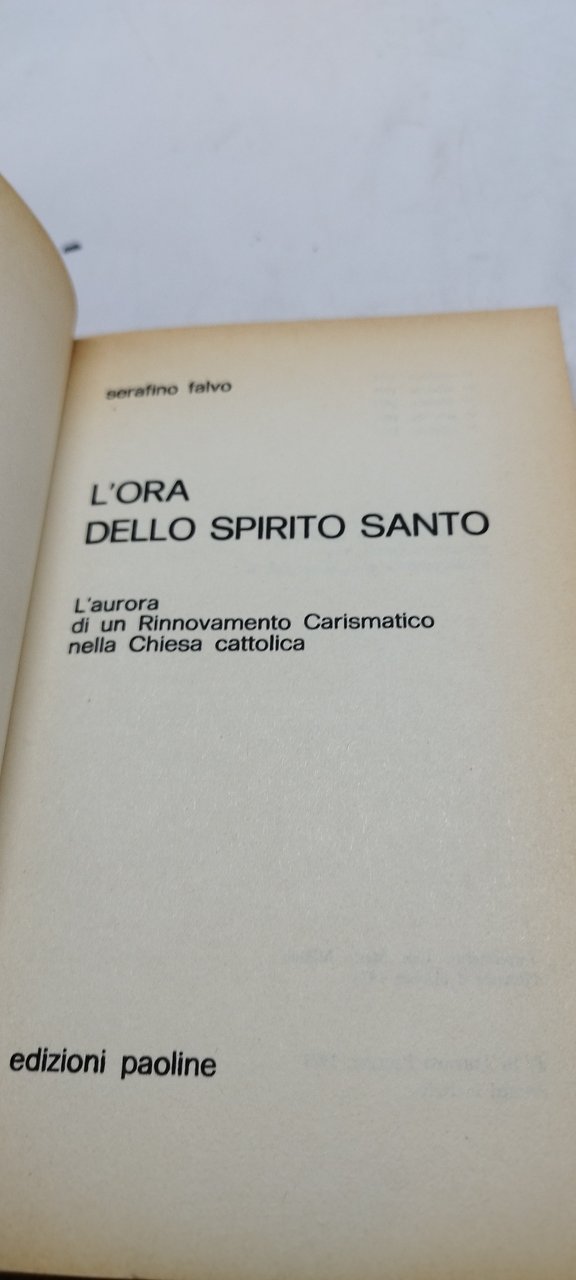 serafino falvo
L'ORA
DELLO SPIRITO SANTO
L'aurora
di un Rinnovamento Carismatico
nella Chiesa cattolica
edizioni paoline